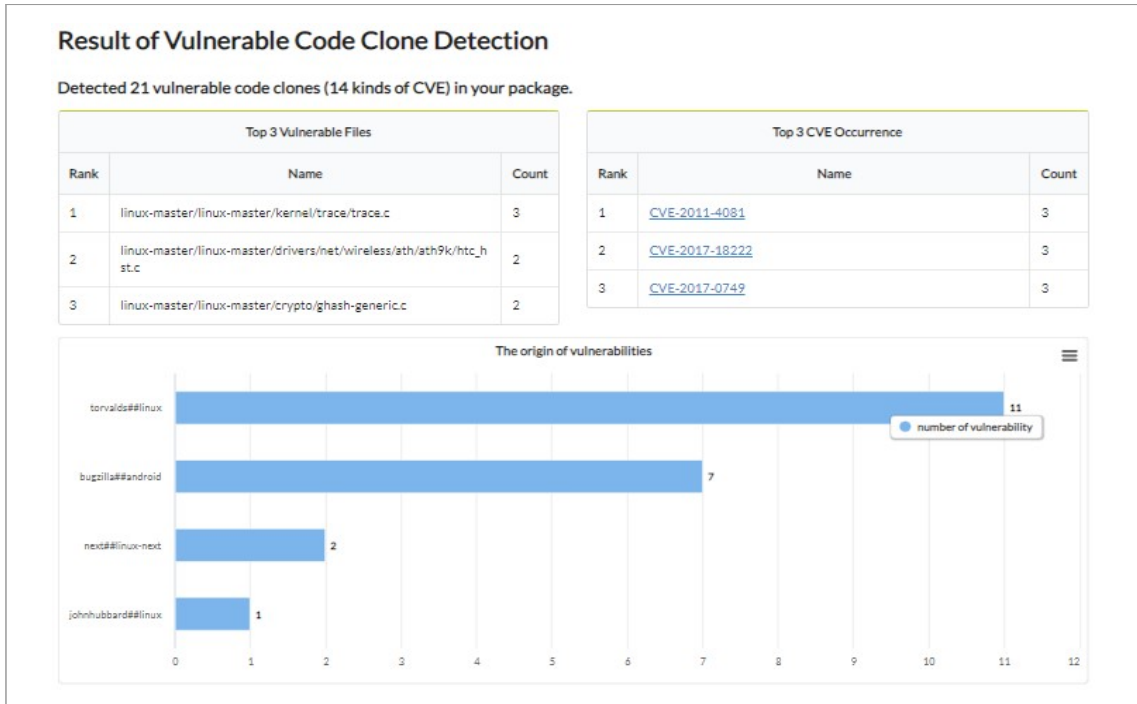 Result of Vulnerable Code Clone Detection
Detected 21 vulnerable code clones (14 kinds of CVE) in your package.
Top 3 Vulnerable Files
Rank Name Count
1 linux-master/linux-master/kernel/trace/trace.c 3
2 linux-master/linux-master/drivers/net/wireless/ath/ath9k/htc_h
st.c 2
3 linux-master/linux-master/crypto/ghash-generic.c 2
Top 3 CVE Occurrence
Rank Name Count
1 CVE-2011-4081 3
2 CVE-2017-18222 3
3 CVE-2017-0749 3
The origin of vulnerabilities
torvalds##linux 11
number of vulnerability
bugzilla##android 7
next##linux-next 2
johnhubbard##linux 1
0 1 2 3 4 5 6 7 8 9 10 11 12